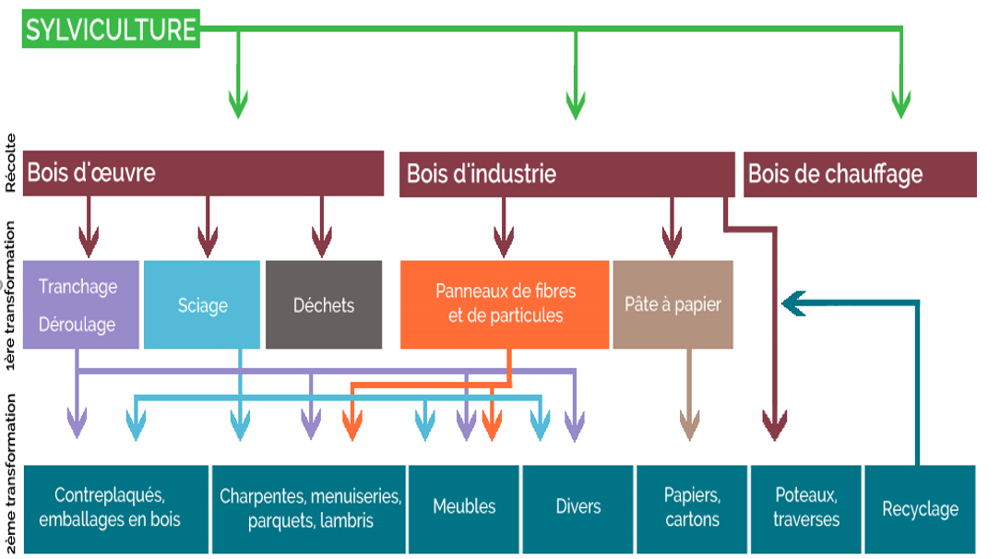 SYLVICULTURE
Récolte
Bois d'œuvre
Bois d'industrie
Bois de chauffage
1ère transformation
Tranchage
Déroulage
Sciage
Déchets
Panneaux de fibres
et de particules
Pâte à papier
2ème transformation
Contreplaqués,
emballages en bois
Charpentes, menuiseries,
parquets, lambris
Meubles
Divers
Papiers,
cartons
Poteaux,
traverses
Recyclage